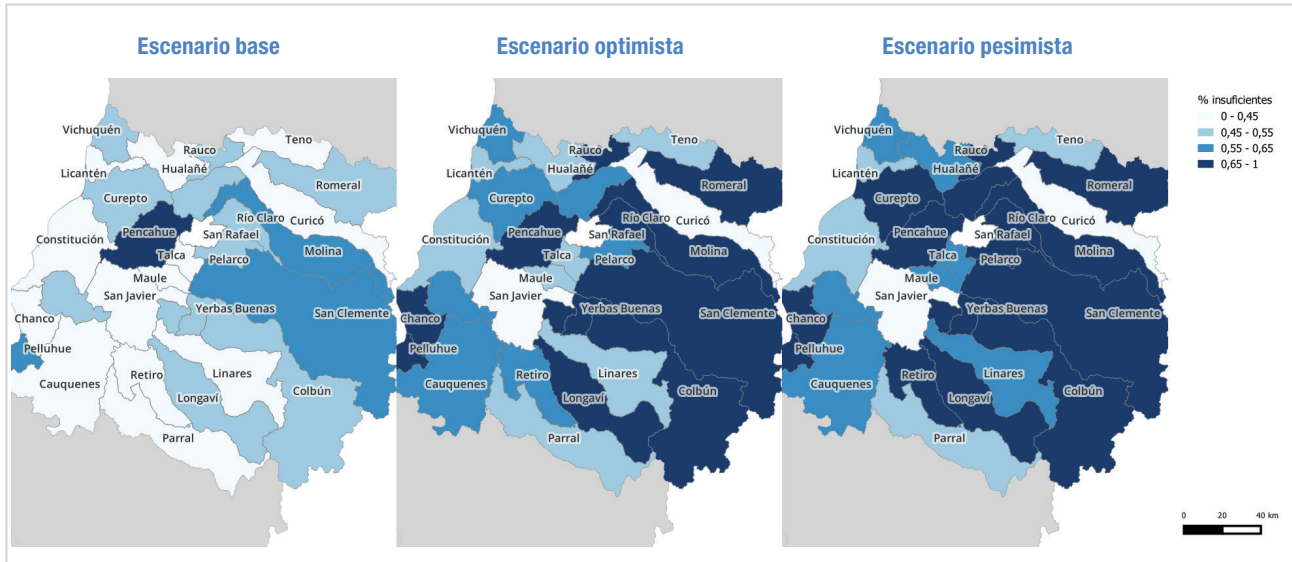 Escenario base
Escenario optimista
Escenario pesimista
Vichuquén
Teno
Rauco
Hualañé
Licantén
Romeral
Curepto
Río Claro
Curicó
Constitución
Pencahue
San Rafael
Molina
Talca
Pelarco
Maule
San Javier
Yerbas Buenas
San Clemente
Chanco
Pelluhue
Retiro
Linares
Cauquenes
Longaví
Colbún
Parral
Vichuquén
Teno
Rauco
Hualañé
Licantén
Romeral
Curepto
Río Claro
Curicó
Constitución
Pencahue
San Rafael
Molina
Talca
Pelarco
Maule
San Javier
Yerbas Buenas
San Clemente
Chanco
Pelluhue
Linares
Cauquenes
Retiro
Longaví
Colbún
Parral
Vichuquén
Teno
Rauco
Hualañé
Licantén
Romeral
Curepto
Río Claro
Curicó
Constitución
Pencahue
San Rafael
Molina
Talca
Pelarco
Maule
San Javier
Yerbas Buenas
San Clemente
Chanco
Pelluhue
Linares
Cauquenes
Retiro
Longaví
Colbún
Parral
% insuficientes
0 - 0,45
0,45 - 0,55
0,55 - 0,65
0,65 - 1
0 20 40 km